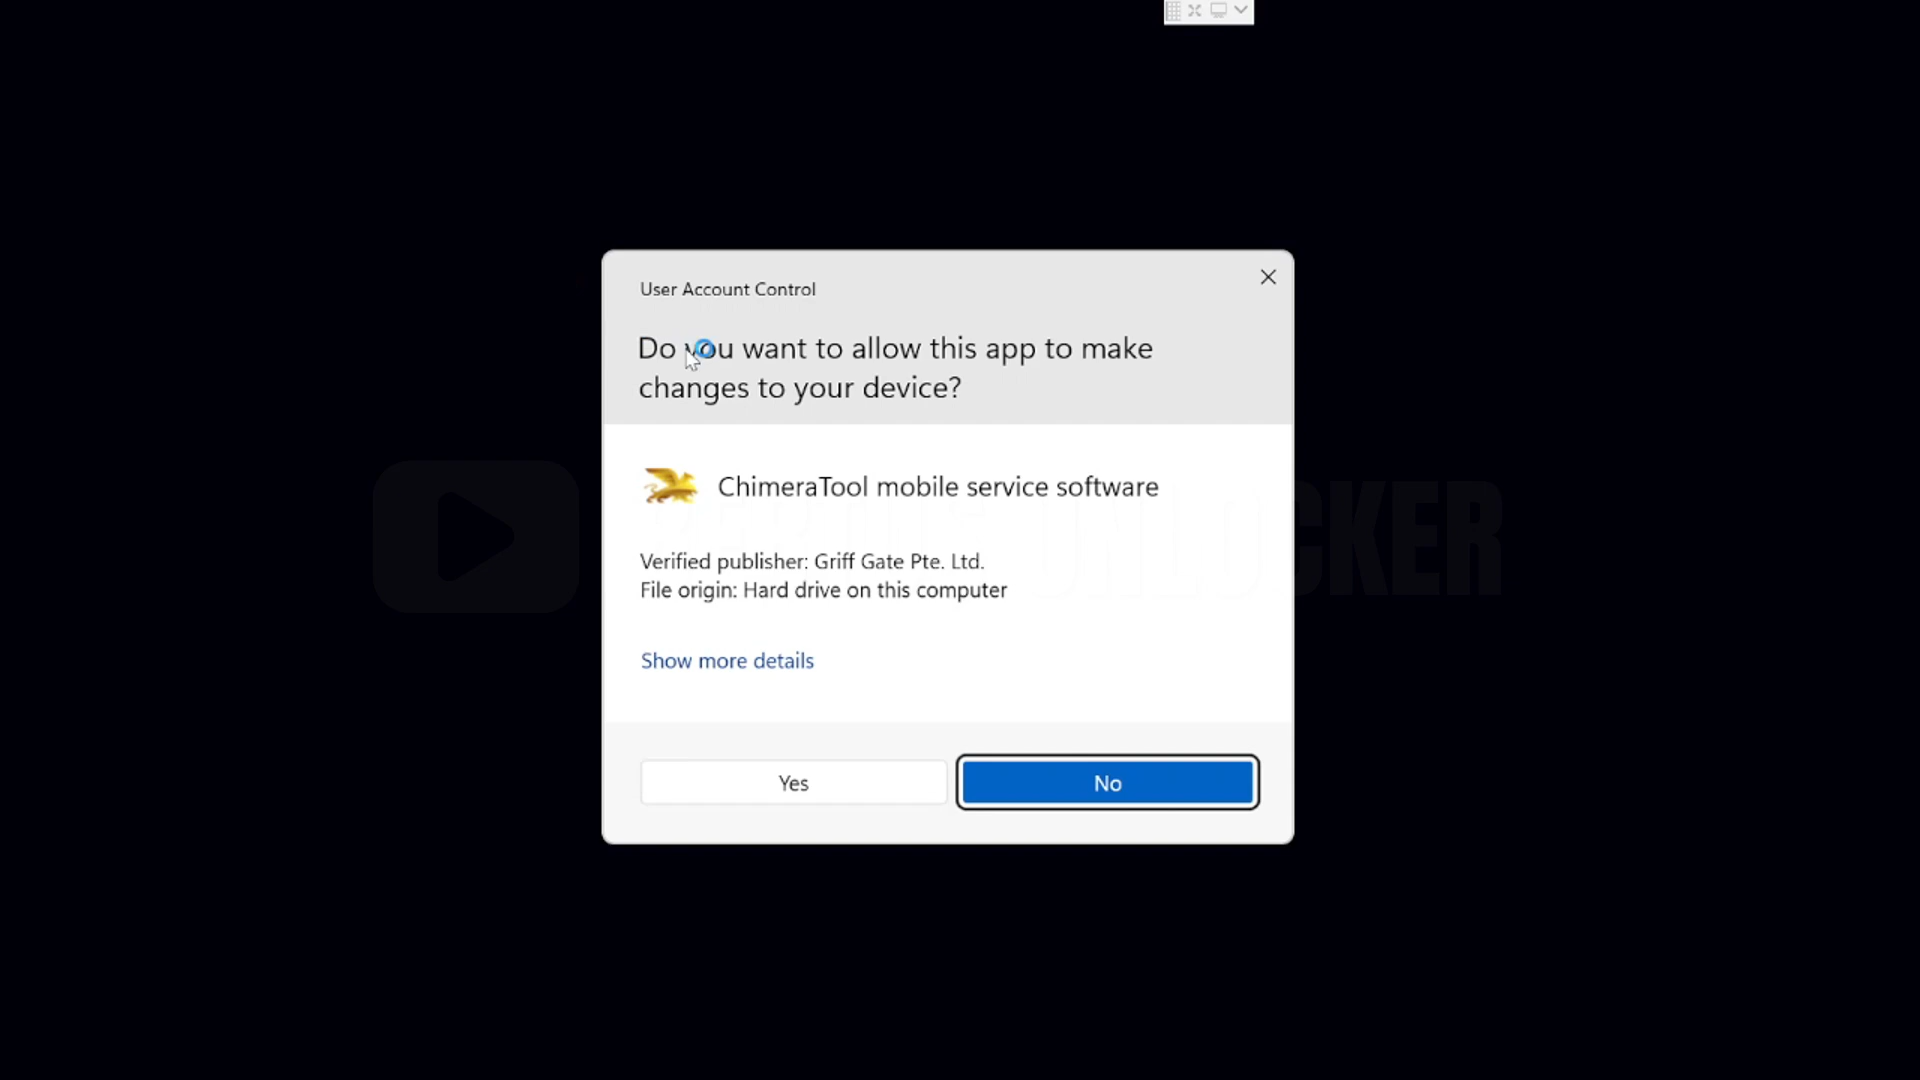 User Account Control
Do you want to allow this app to make
changes to your device?
ChimeraTool mobile service software
Verified publisher: Griff Gate Pte. Ltd.
File origin: Hard drive on this computer
Show more details
Yes
No